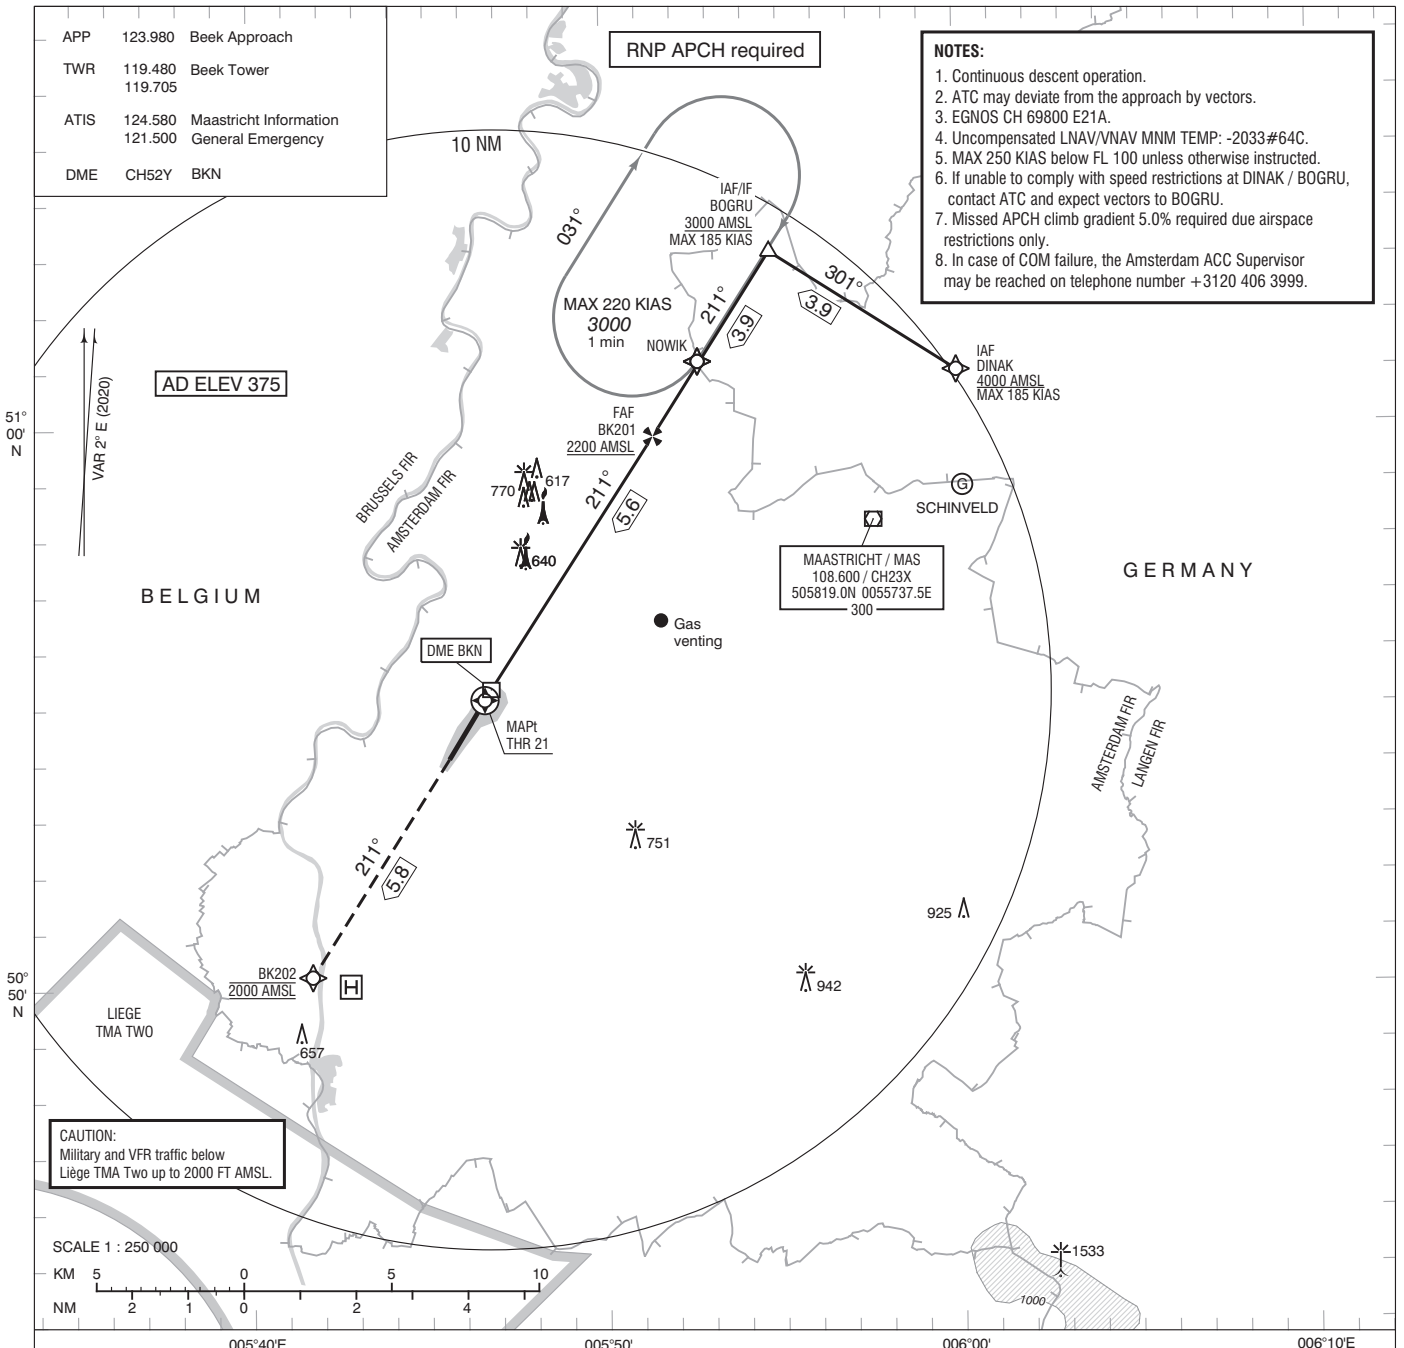 APP 123.980 Beek Approach
TWR 119.480 Beek Tower
119.705
ATIS 124.580 Maastricht Information
121.500 General Emergency
DME CH52Y BKN
RNP APCH required
NOTES:
1. Continuous descent operation.
2. ATC may deviate from the approach by vectors.
3. EGNOS CH 69800 E21A.
4. Uncompensated LNAV/VNAV MNM TEMP: -2033#64C.
5. MAX 250 KIAS below FL 100 unless otherwise instructed.
6. If unable to comply with speed restrictions at DINAK / BOGRU,
contact ATC and expect vectors to BOGRU.
7. Missed APCH climb gradient 5.0% required due airspace
restrictions only.
8. In case of COM failure, the Amsterdam ACC Supervisor
may be reached on telephone number +3120 406 3999.
10 NM
IAF/IF
BOGRU
3000 AMSL
MAX 185 KIAS
031°
301°
3.9
211°
3.9
MAX 220 KIAS
3000
1 min
NOWIK
IAF
DINAK
4000 AMSL
MAX 185 KIAS
AD ELEV 375
VAR 2° E (2020)
51°
00'
N
FAF
BK201
2200 AMSL
BRUSSELS FIR
AMSTERDAM FIR
770
617
211°
5.6
640
G
SCHINVELD
MAASTRICHT / MAS
108.600 / CH23X
505819.0N 0055737.5E
300
GERMANY
BELGIUM
Gas
venting
DME BKN
MAPt
THR 21
AMSTERDAM FIR
LANGEN FIR
751
211°
5.8
925
BK202
2000 AMSL
H
942
50°
50'
N
LIEGE
TMA TWO
657
CAUTION:
Military and VFR traffic below
Liège TMA Two up to 2000 FT AMSL.
SCALE 1 : 250 000
KM 5 0 5 10
NM 2 1 0 2 4
1533
1000
005°40'E 005°50' 006°00' 006°10'E